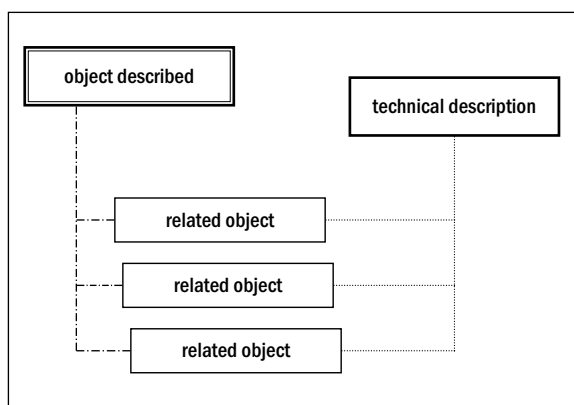 object described
technical description
related object
related object
related object